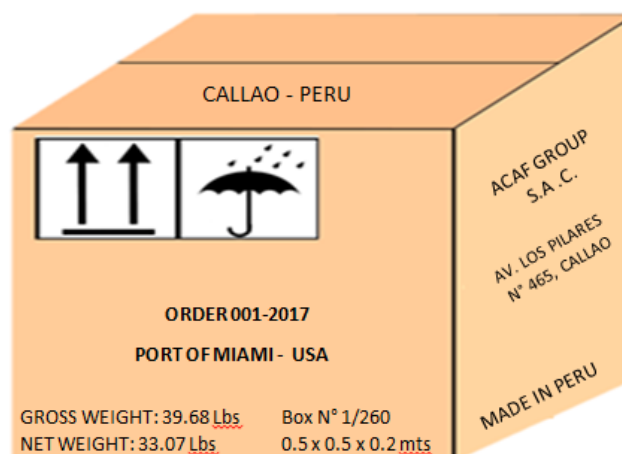 CALLAO - PERU
ORDER 001-2017
PORT OF MIAMI - USA
GROSS WEIGHT: 39.68 Lbs Box N° 1/260
NET WEIGHT: 33.07 Lbs 0.5 x 0.5 x 0.2 mts
ACAF GROUP
S.A .C.
AV. LOS PILARES
N° 465, CALLAO
MADE IN PERU